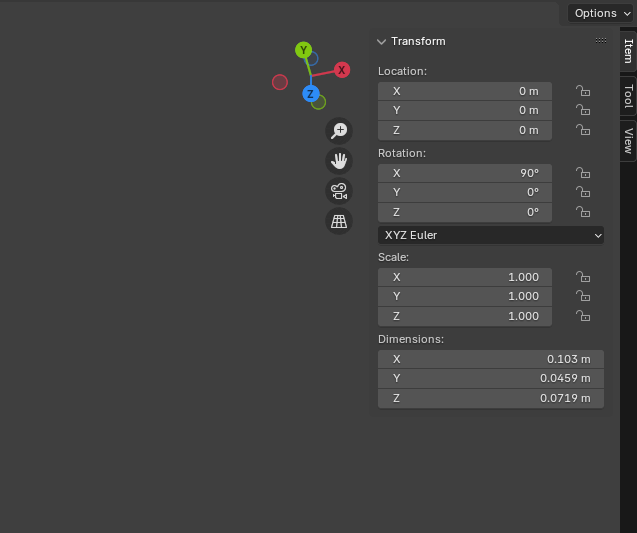 Options
Transform
Location:
X 0 m
Y 0 m
Z 0 m
Rotation:
X 90°
Y 0°
Z 0°
XYZ Euler
Scale:
X 1.000
Y 1.000
Z 1.000
Dimensions:
X 0.103 m
Y 0.0459 m
Z 0.0719 m
Item
Tool
View
Y
X
Z